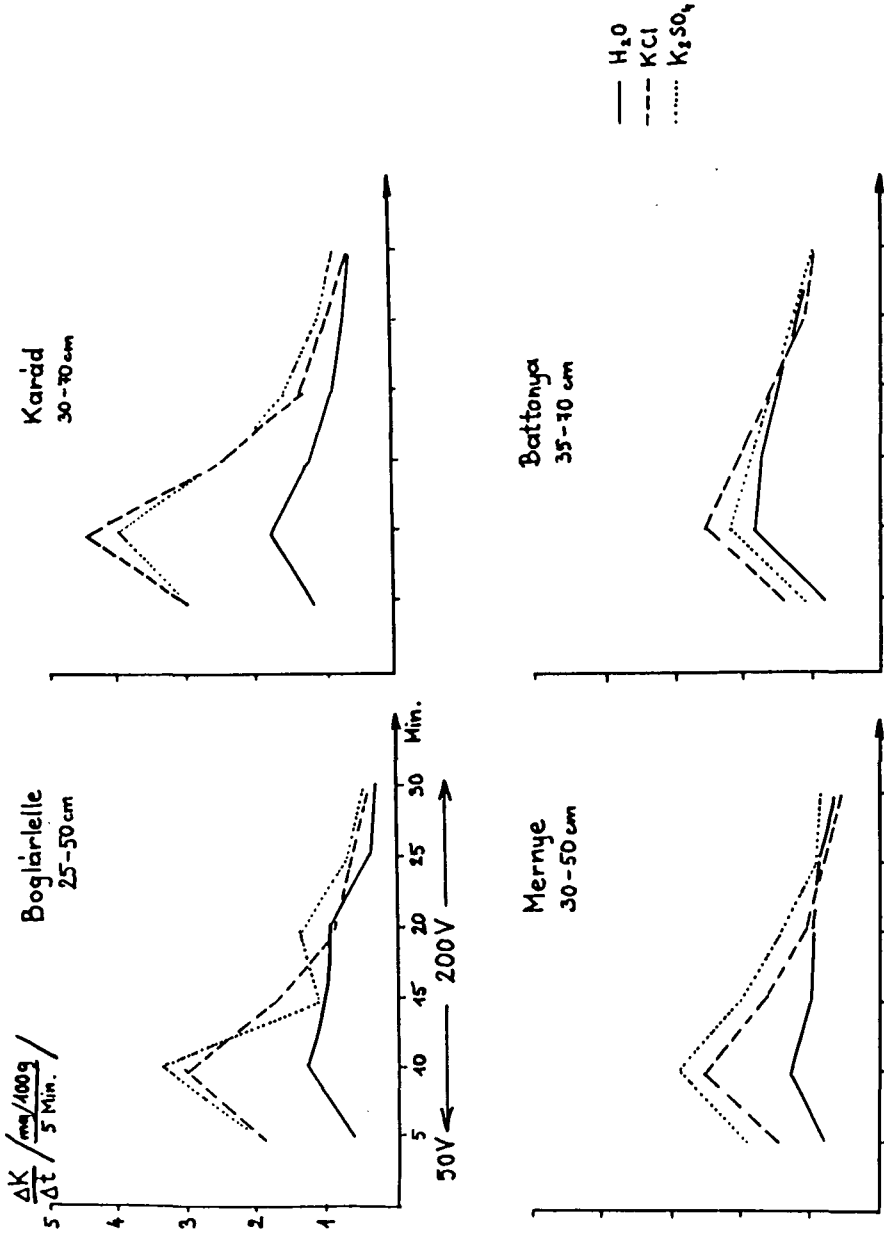 ΔK/Δt / mg/100g / 5 Min. /
Boglárlelle
25-50 cm
5
4
3
2
1
5 10 15 20 25 30 Min.
50V ← 200V →
Karád
30-70 cm
Mernye
30-50 cm
Battonya
35-70 cm
H₂O
KCl
K₂SO₄